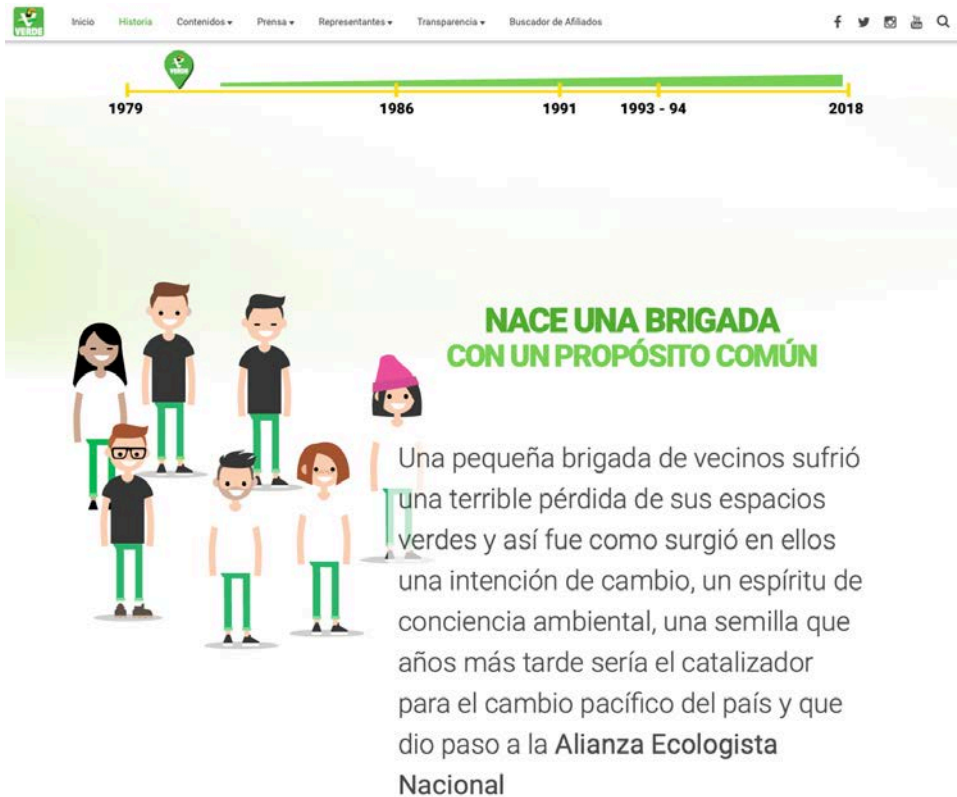 VERDE
Inicio Historia Contenidos Prensa Representantes Transparencia Buscador de Afiliados
VERDE
1979 1986 1991 1993 - 94 2018
NACE UNA BRIGADA
CON UN PROPÓSITO COMÚN
Una pequeña brigada de vecinos sufrió
una terrible pérdida de sus espacios
verdes y así fue como surgió en ellos
una intención de cambio, un espíritu de
conciencia ambiental, una semilla que
años más tarde sería el catalizador
para el cambio pacífico del país y que
dio paso a la Alianza Ecologista
Nacional